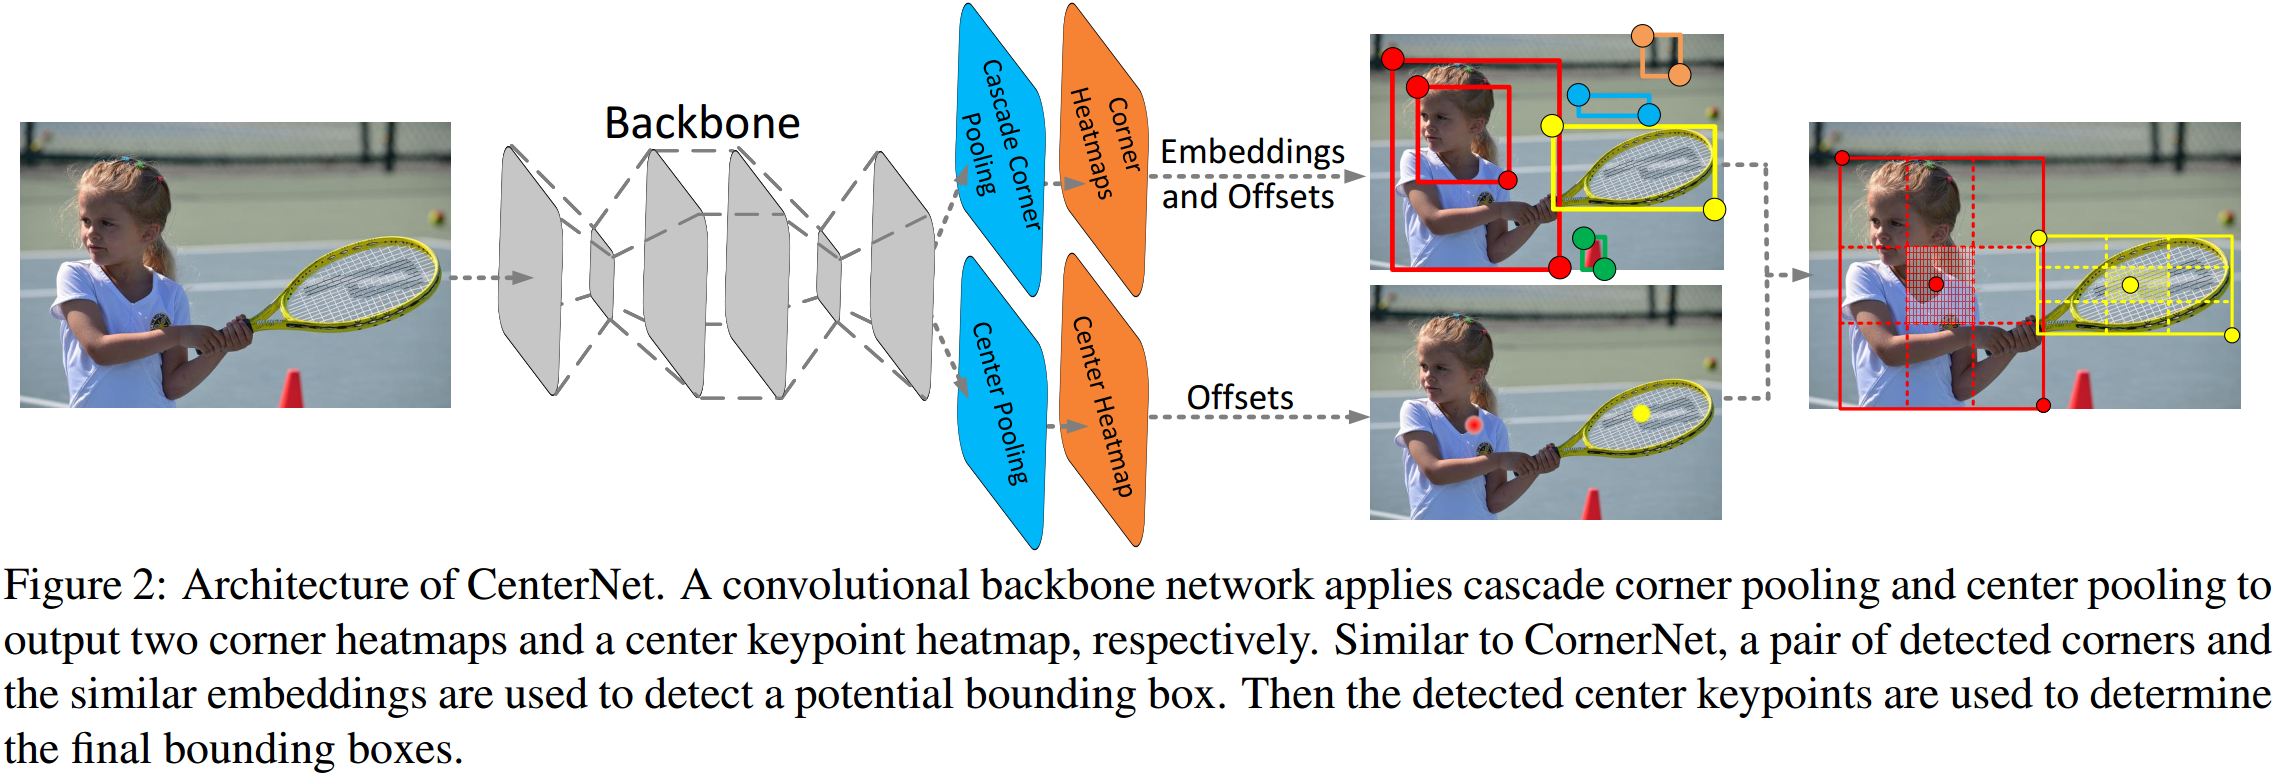 Backbone
Cascade Corner
Pooling
Corner
Heatmaps
Embeddings
and Offsets
Center Pooling
Center Heatmap
Offsets
Figure 2: Architecture of CenterNet. A convolutional backbone network applies cascade corner pooling and center pooling to
output two corner heatmaps and a center keypoint heatmap, respectively. Similar to CornerNet, a pair of detected corners and
the similar embeddings are used to detect a potential bounding box. Then the detected center keypoints are used to determine
the final bounding boxes.